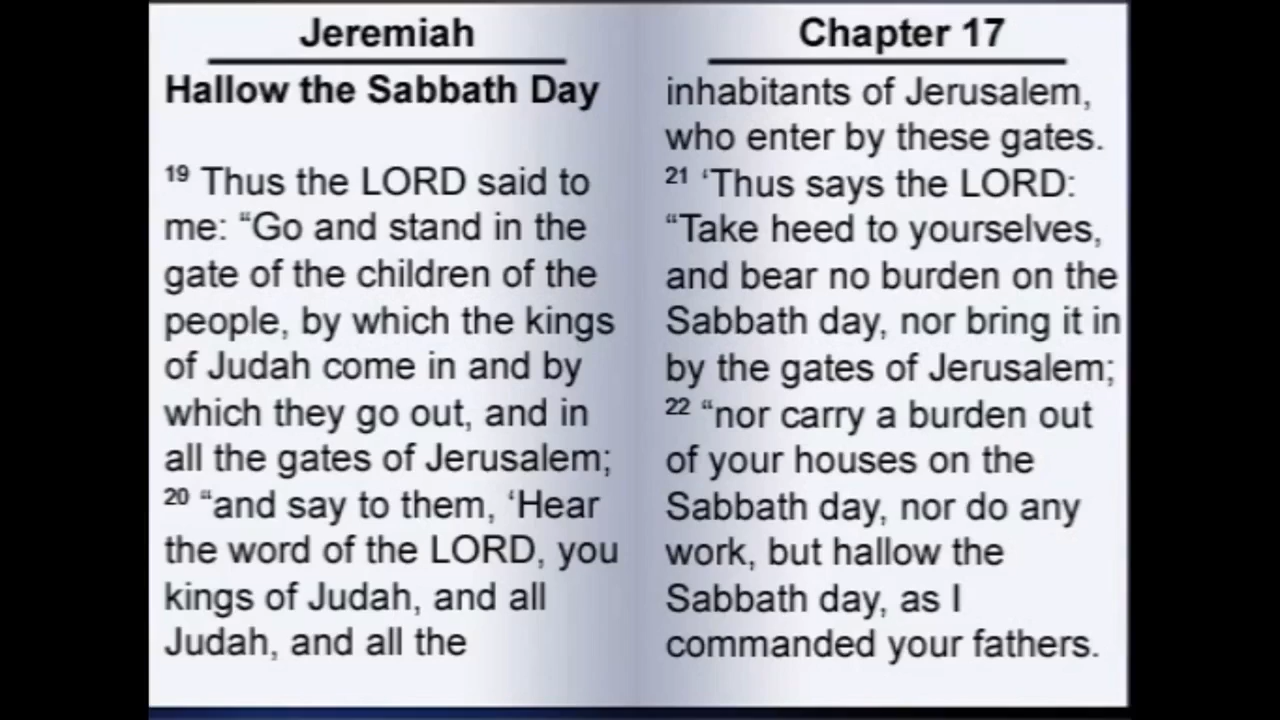 Jeremiah
Hallow the Sabbath Day
19 Thus the LORD said to
me: “Go and stand in the
gate of the children of the
people, by which the kings
of Judah come in and by
which they go out, and in
all the gates of Jerusalem;
20 “and say to them, ‘Hear
the word of the LORD, you
kings of Judah, and all
Judah, and all the
Chapter 17
inhabitants of Jerusalem,
who enter by these gates.
21 ‘Thus says the LORD:
“Take heed to yourselves,
and bear no burden on the
Sabbath day, nor bring it in
by the gates of Jerusalem;
22 “nor carry a burden out
of your houses on the
Sabbath day, nor do any
work, but hallow the
Sabbath day, as I
commanded your fathers.